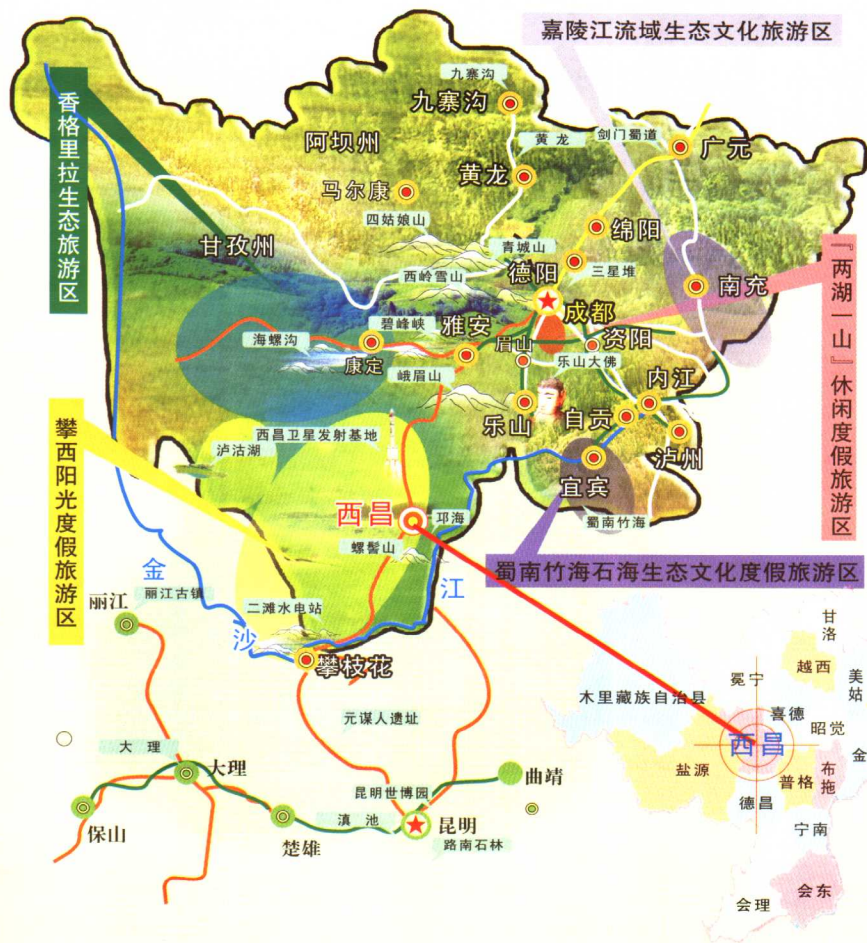 嘉陵江流域生态文化旅游区
九寨沟
九寨沟
香格里拉生态旅游区
阿坝州
黄龙
剑门蜀道
广元
黄龙
马尔康
四姑娘山
绵阳
甘孜州
青城山
西岭雪山
德阳
三星堆
南充
『两湖一山』休闲度假旅游区
成都
碧峰峡
雅安
海螺沟
康定
眉山
资阳
峨眉山
乐山大佛
内江
乐山
自贡
泸州
攀西阳光度假旅游区
西昌卫星发射基地
泸沽湖
宜宾
西昌
邛海
蜀南竹海
螺髻山
蜀南竹海石海生态文化度假旅游区
金
沙
江
丽江
丽江古镇
二滩水电站
攀枝花
元谋人遗址
大理
大理
曲靖
昆明世博园
保山
滇池
昆明
楚雄
路南石林
甘洛
越西
冕宁
美姑
木里藏族自治县
喜德
昭觉
西昌
金
盐源
普格
布拖
德昌
宁南
会东
会理